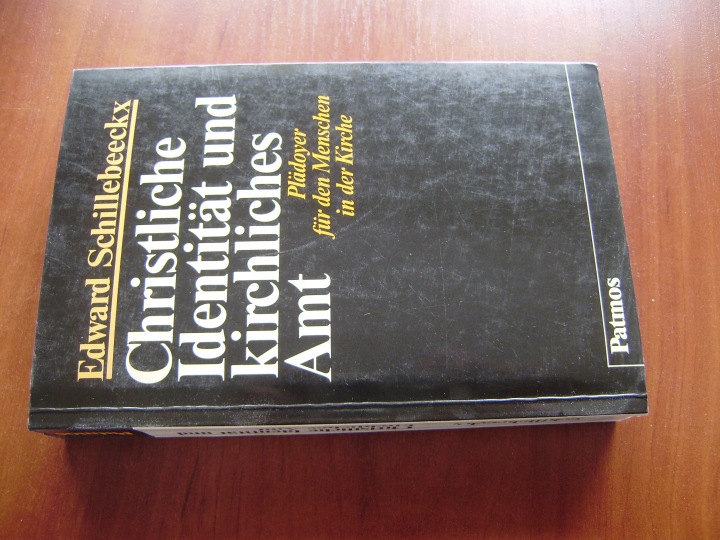 Edward Schillebeeckx
Christliche
Identität und
kirchliches
Amt
Plädoyer
für den Menschen
in der Kirche
Patmos